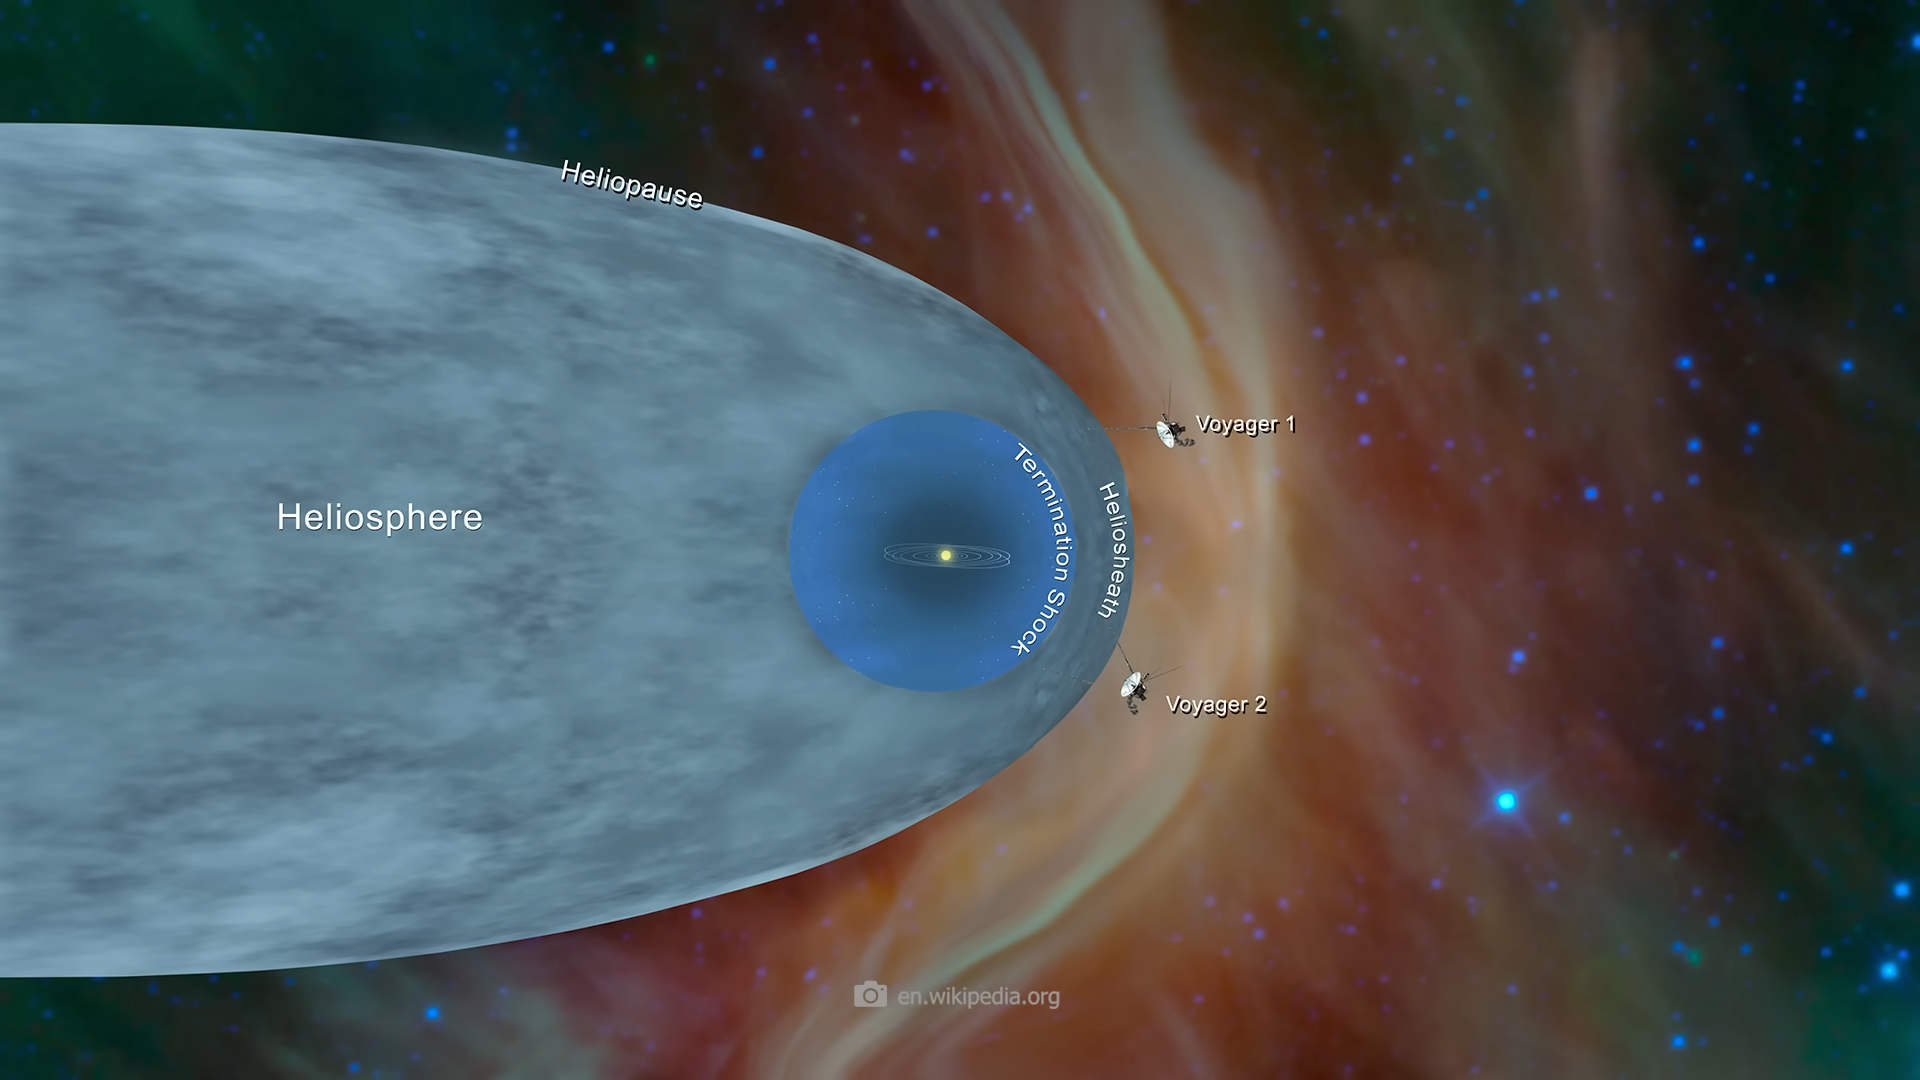 Heliopause
Voyager 1
Termination Shock
Heliosheath
Heliosphere
Voyager 2
en.wikipedia.org